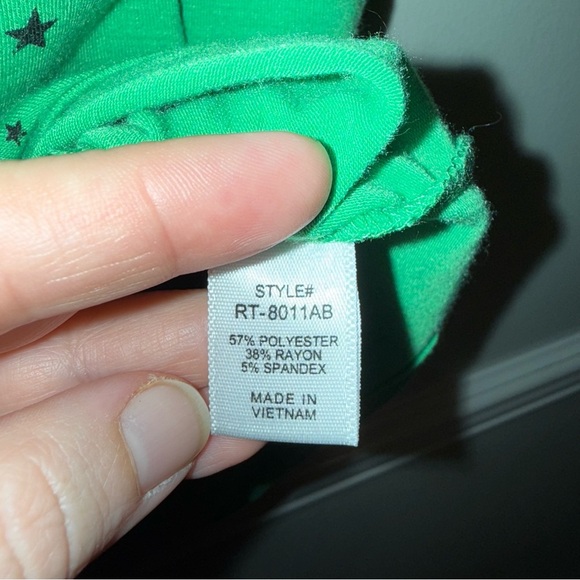 STYLE#
RT-8011AB
57% POLYESTER
38% RAYON
5% SPANDEX
MADE IN
VIETNAM